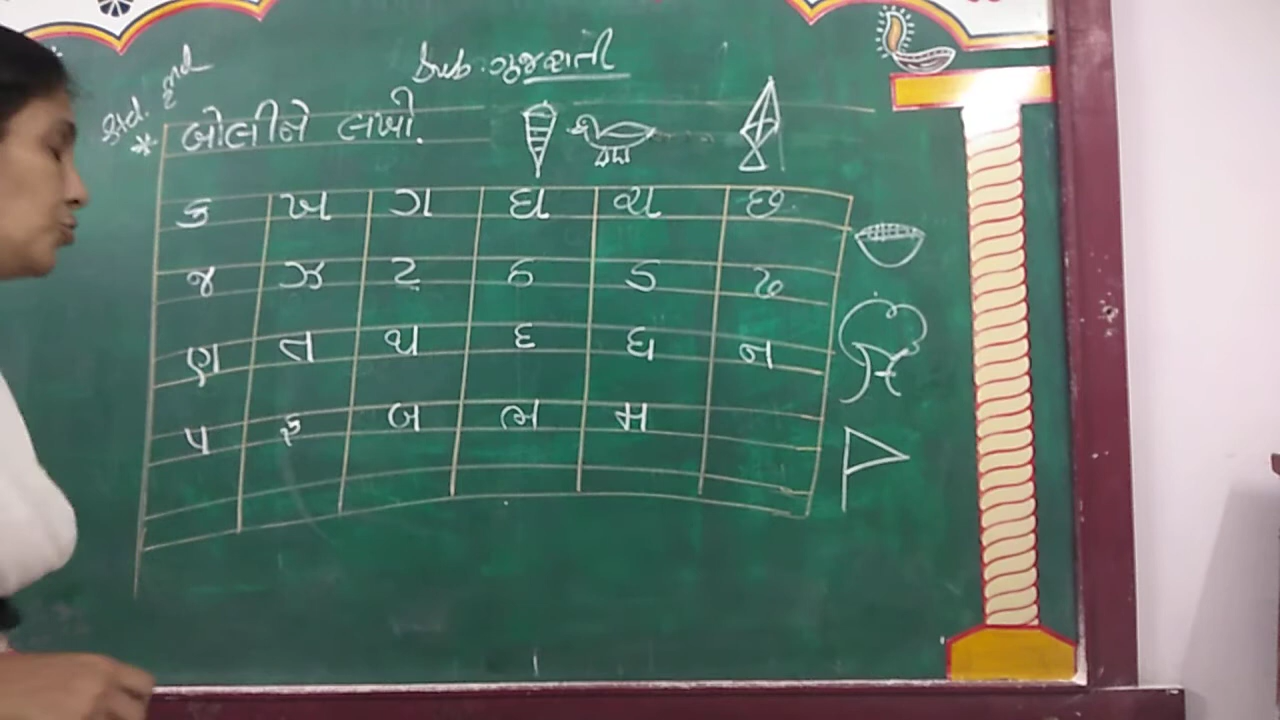 Sub. ગુજરાતી
Std. 2nd
* બોલીને લખો.
ક ખ ગ ઘ ચ છ
જ ઝ ટ ઠ ડ ઢ
ણ ત થ દ ધ ન
પ ફ બ ભ મ